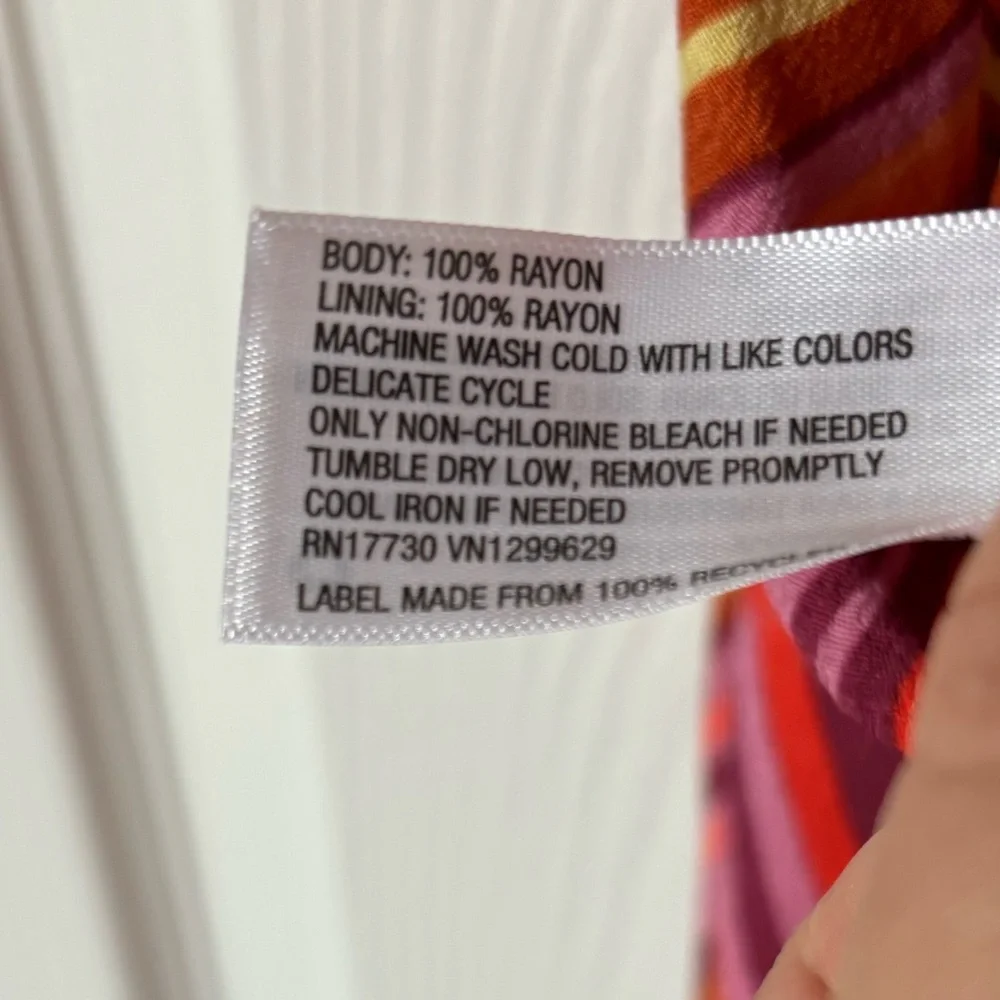 BODY: 100% RAYON
LINING: 100% RAYON
MACHINE WASH COLD WITH LIKE COLORS
DELICATE CYCLE
ONLY NON-CHLORINE BLEACH IF NEEDED
TUMBLE DRY LOW, REMOVE PROMPTLY
COOL IRON IF NEEDED
RN17730 VN1299629
LABEL MADE FROM 100% RECYCLED